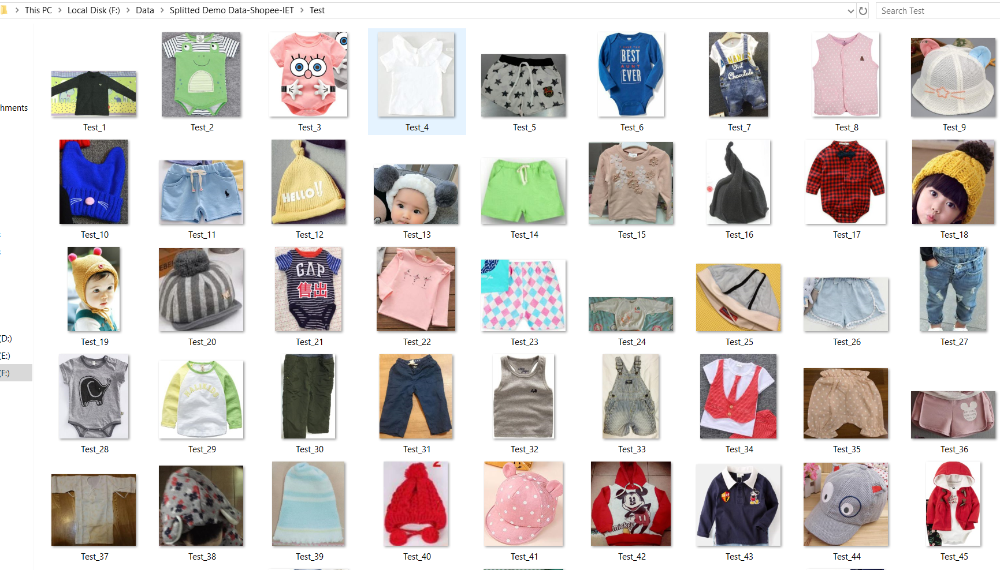 This PC > Local Disk (F:) > Data > Splitted Demo Data-Shopee-IET > Test
Search Test
hments
(D:)
(E:)
(F:)
I HAVE THE
BEST
AUNT
EVER
Girl
Chocolate
Test_1
Test_2
Test_3
Test_4
Test_5
Test_6
Test_7
Test_8
Test_9
HELLO!!
Test_10
Test_11
Test_12
Test_13
Test_14
Test_15
Test_16
Test_17
Test_18
GAP
售出
M
Test_19
Test_20
Test_21
Test_22
Test_23
Test_24
Test_25
Test_26
Test_27
Test_28
Test_29
Test_30
Test_31
Test_32
Test_33
Test_34
Test_35
Test_36
2
mickey
Test_37
Test_38
Test_39
Test_40
Test_41
Test_42
Test_43
Test_44
Test_45